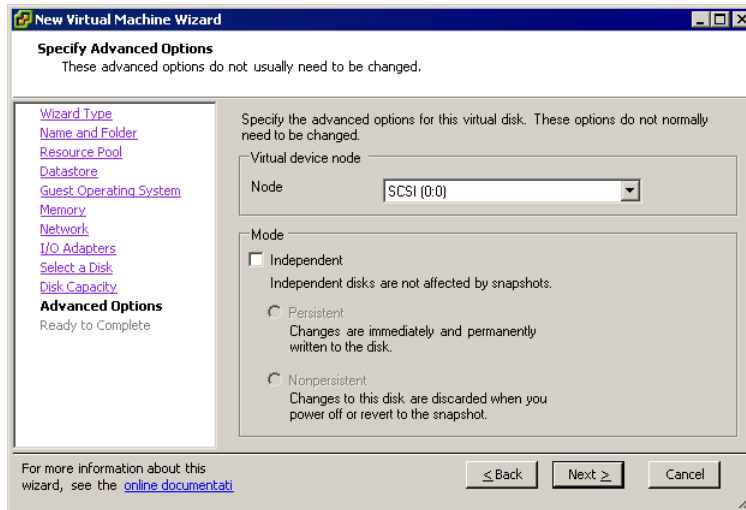 New Virtual Machine Wizard
Specify Advanced Options
These advanced options do not usually need to be changed.
Wizard Type
Name and Folder
Resource Pool
Datastore
Guest Operating System
Memory
Network
I/O Adapters
Select a Disk
Disk Capacity
Advanced Options
Ready to Complete
Specify the advanced options for this virtual disk. These options do not normally
need to be changed.
Virtual device node
Node
SCSI (0:0)
Mode
Independent
Independent disks are not affected by snapshots.
Persistent
Changes are immediately and permanently
written to the disk.
Nonpersistent
Changes to this disk are discarded when you
power off or revert to the snapshot.
For more information about this
wizard, see the online documentati
< Back
Next >
Cancel